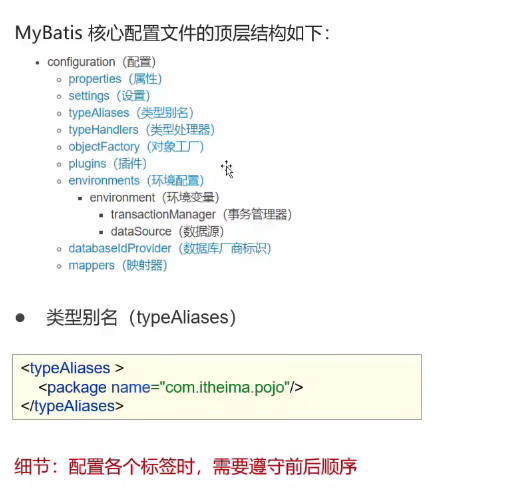 MyBatis 核心配置文件的顶层结构如下：
configuration（配置）
properties（属性）
settings（设置）
typeAliases（类型别名）
typeHandlers（类型处理器）
objectFactory（对象工厂）
plugins（插件）
environments（环境配置）
environment（环境变量）
transactionManager（事务管理器）
dataSource（数据源）
databaseIdProvider（数据库厂商标识）
mappers（映射器）
● 类型别名（typeAliases）
<typeAliases >
<package name="com.itheima.pojo"/>
</typeAliases>
细节：配置各个标签时，需要遵守前后顺序